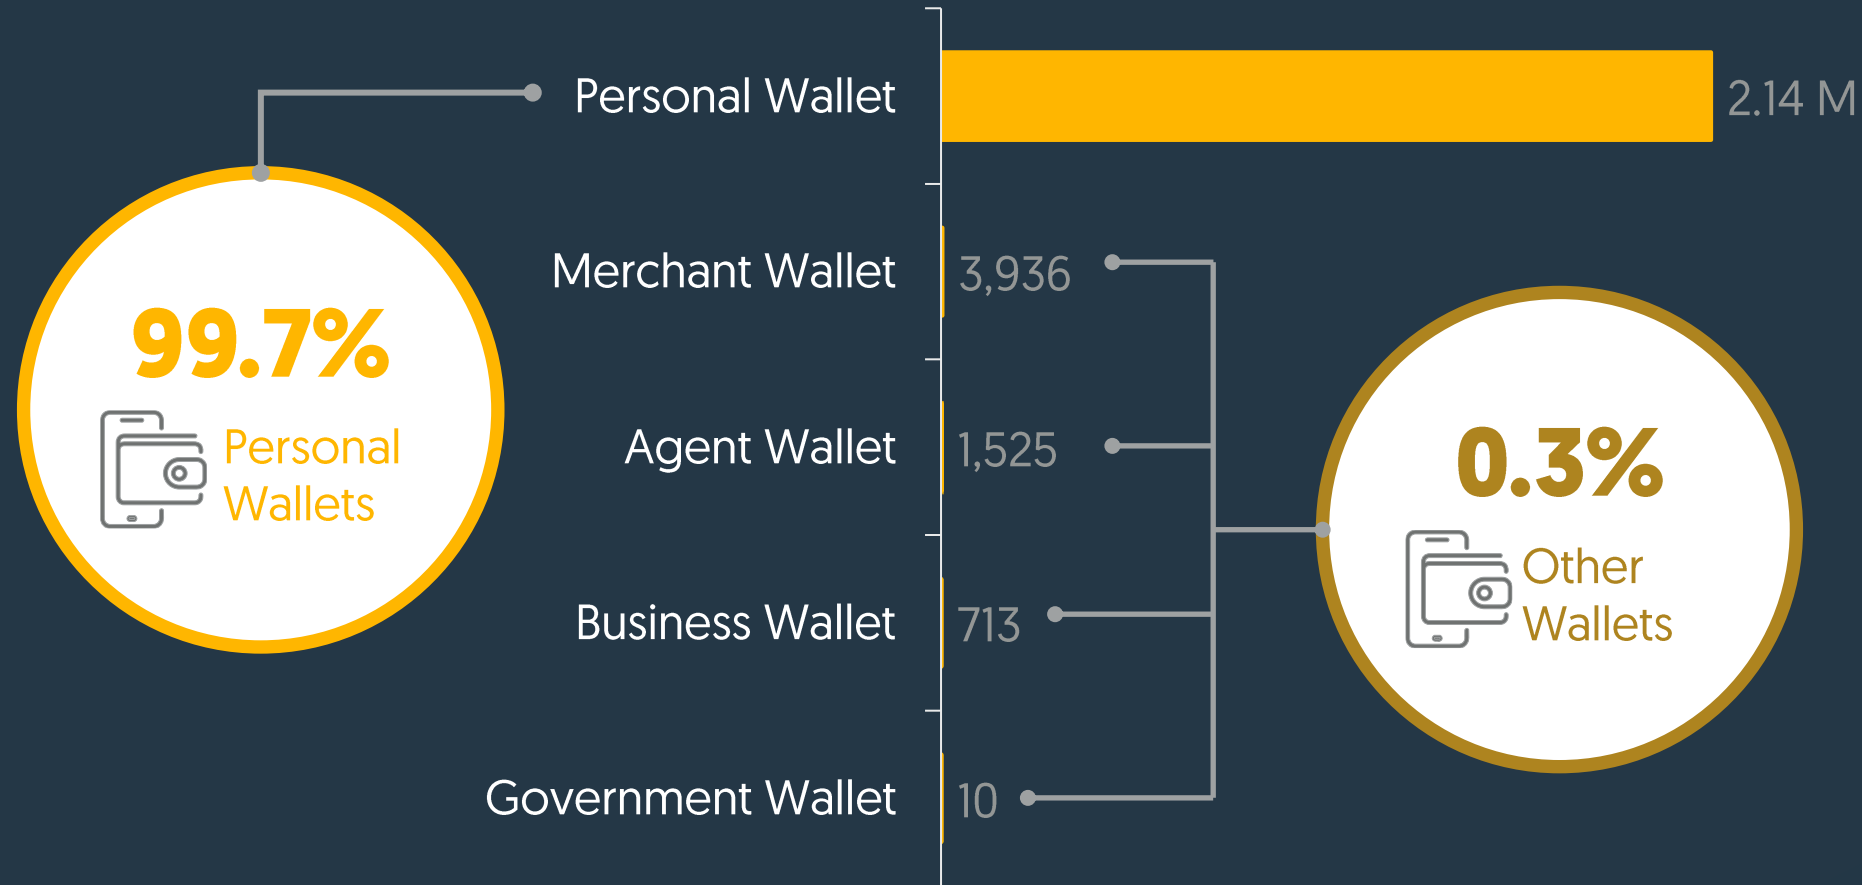 Personal Wallet
2.14 M
99.7%
Personal
Wallets
Merchant Wallet
3,936
Agent Wallet
1,525
Business Wallet
713
Government Wallet
10
0.3%
Other
Wallets